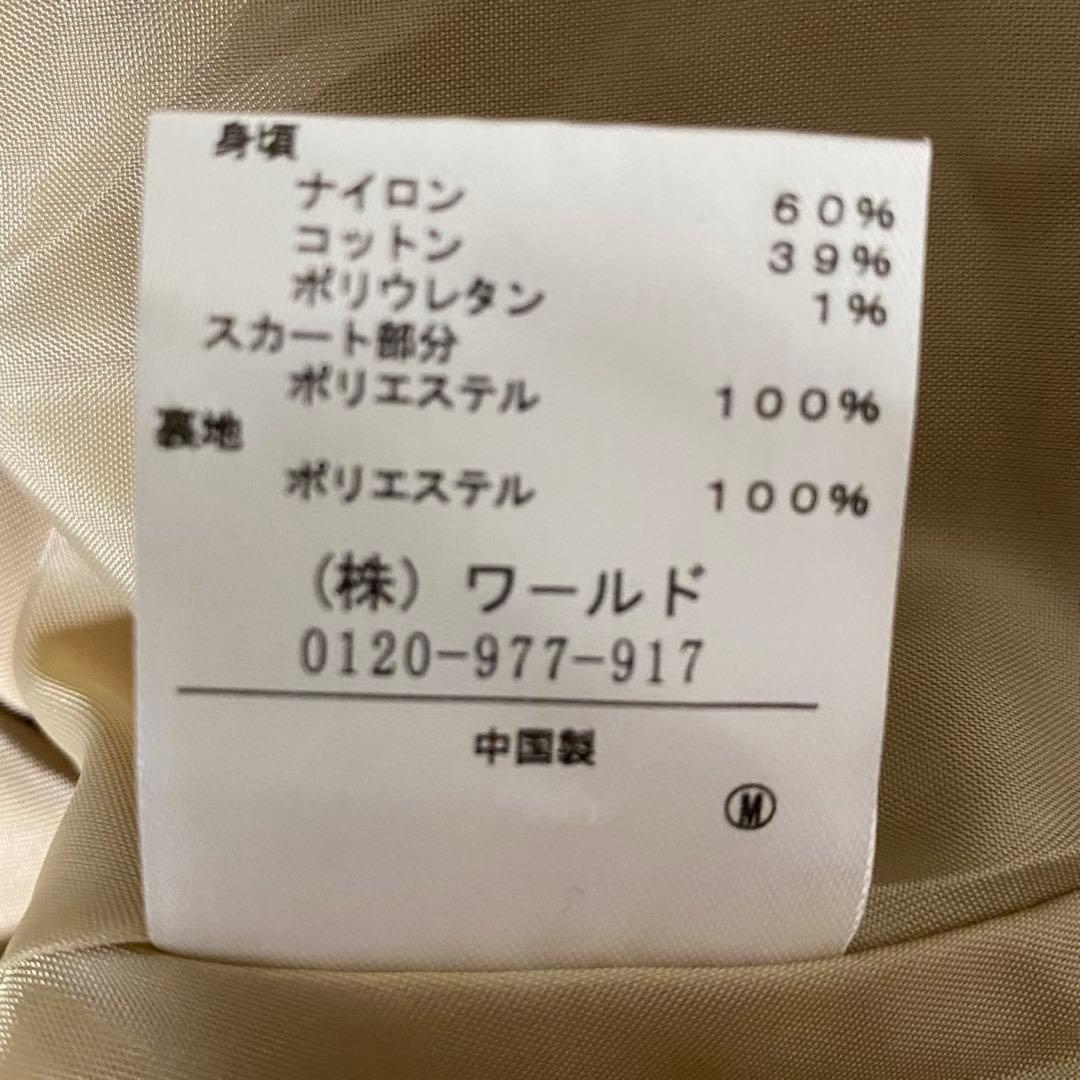 身頃
ナイロン 60%
コットン 39%
ポリウレタン 1%
スカート部分
ポリエステル 100%
裏地
ポリエステル 100%
(株) ワールド
0120-977-917
中国製
Ⓜ